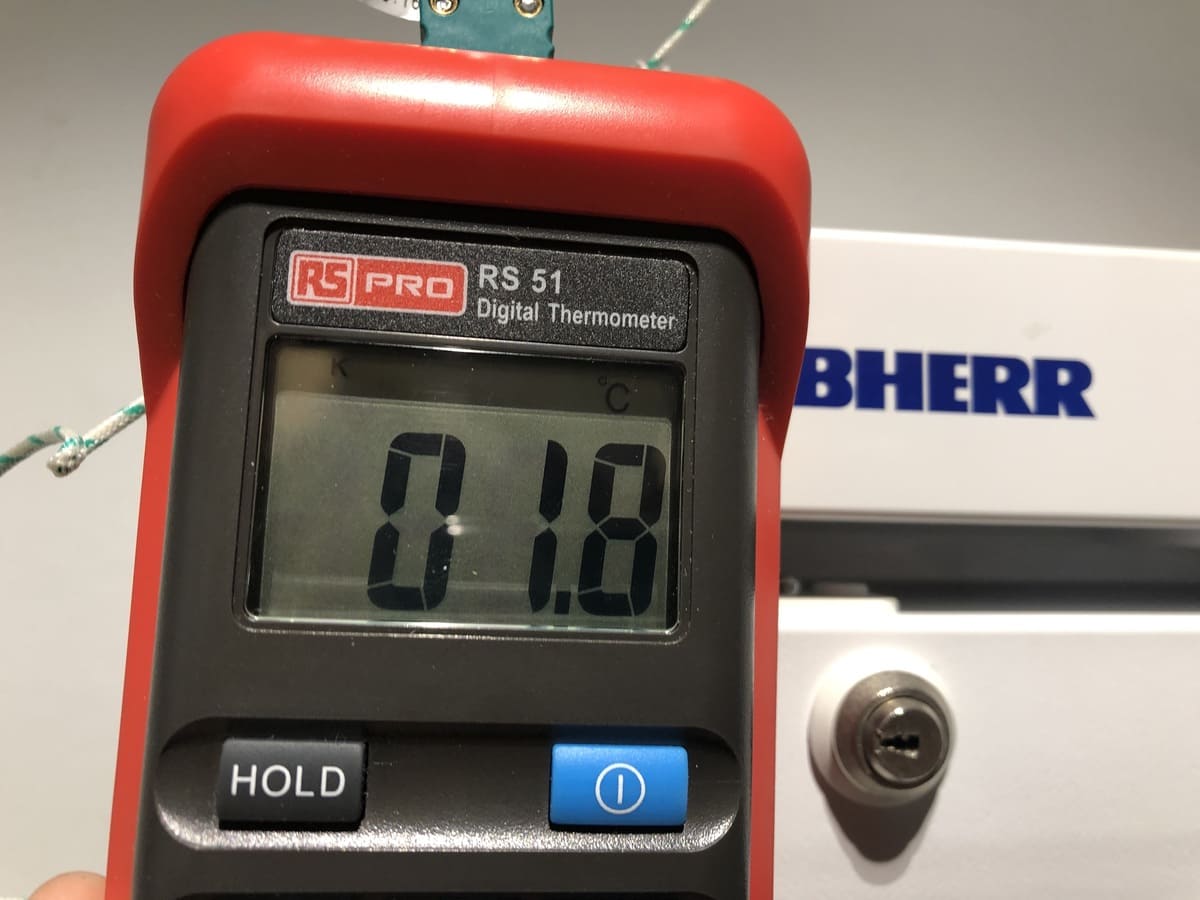 RS PRO
RS 51
Digital Thermometer
K
°C
01.8
HOLD
BHERR